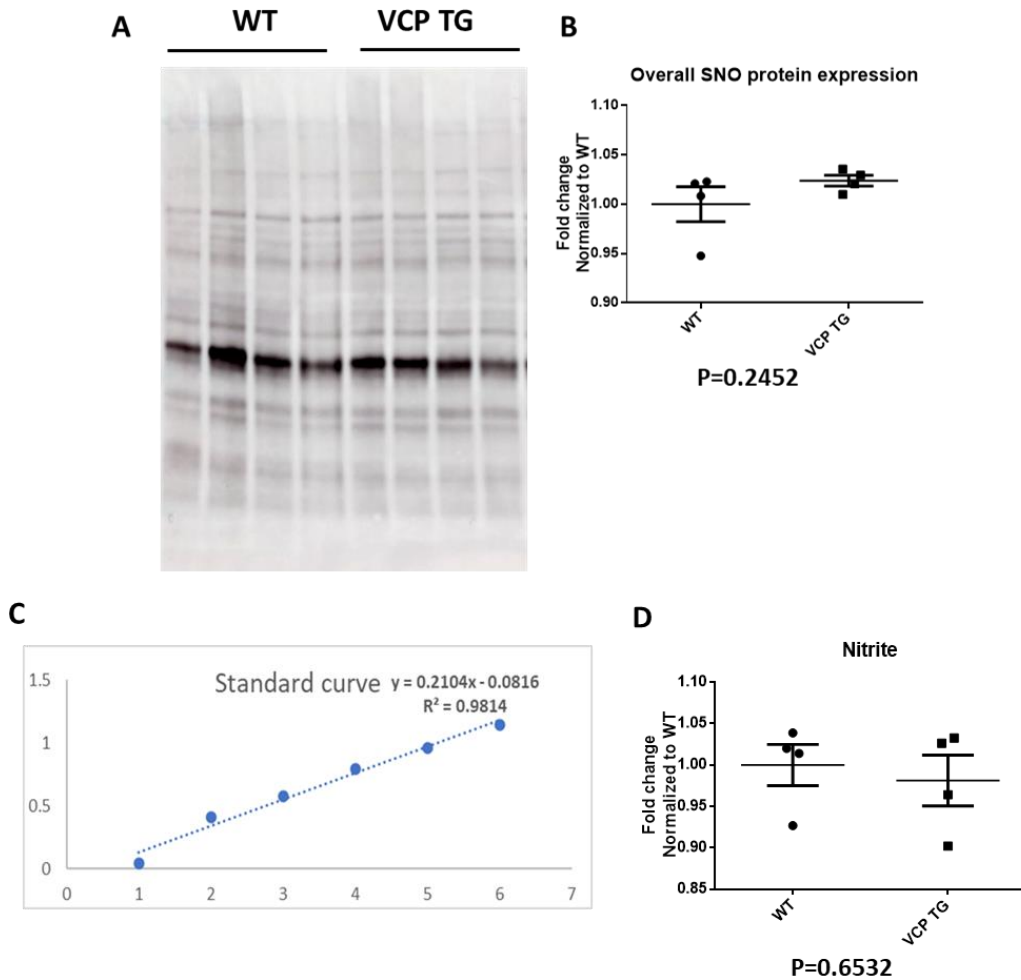 A
WT
VCP TG
B
Overall SNO protein expression
Fold change
Normalized to WT
1.10
1.05
1.00
0.95
0.90
WT
VCP TG
P=0.2452
C
Standard curve
y = 0.2104x - 0.0816
R² = 0.9814
1.5
1
0.5
0
0 1 2 3 4 5 6 7
D
Nitrite
Fold change
Normalized to WT
1.10
1.05
1.00
0.95
0.90
0.85
WT
VCP TG
P=0.6532